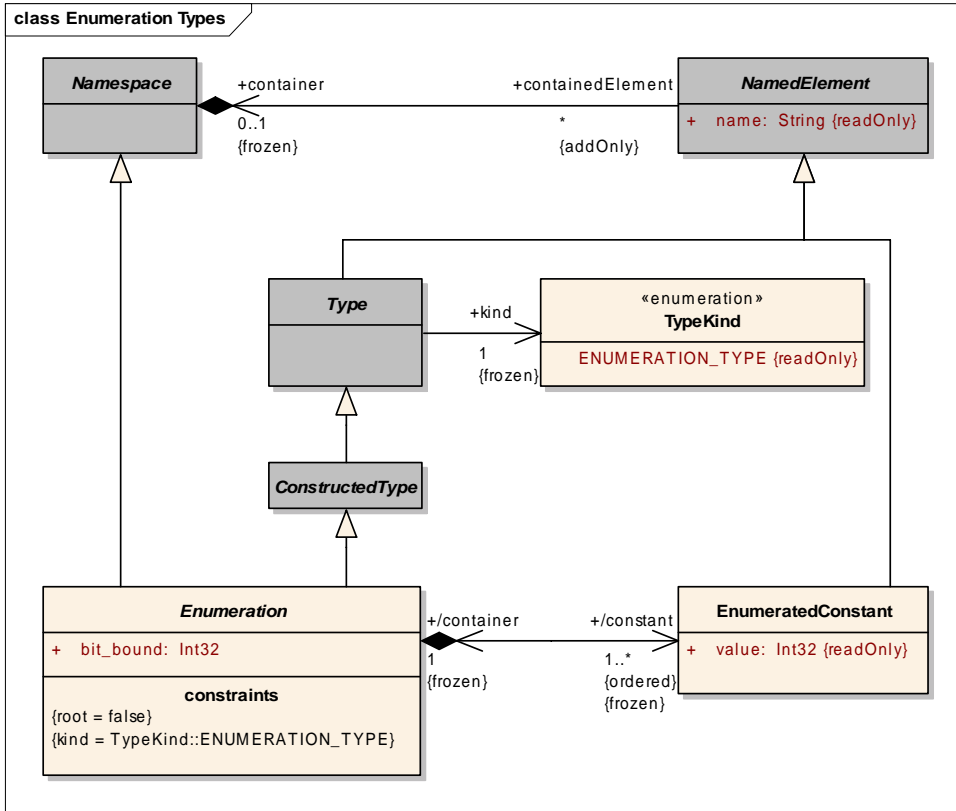 class Enumeration Types
Namespace
+container
0..1
{frozen}
+containedElement
*
{addOnly}
NamedElement
+ name: String {readOnly}
Type
+kind
1
{frozen}
«enumeration»
TypeKind
ENUMERATION_TYPE {readOnly}
ConstructedType
Enumeration
+ bit_bound: Int32
constraints
{root = false}
{kind = TypeKind::ENUMERATION_TYPE}
+/container
1
{frozen}
+/constant
1..*
{ordered}
{frozen}
EnumeratedConstant
+ value: Int32 {readOnly}